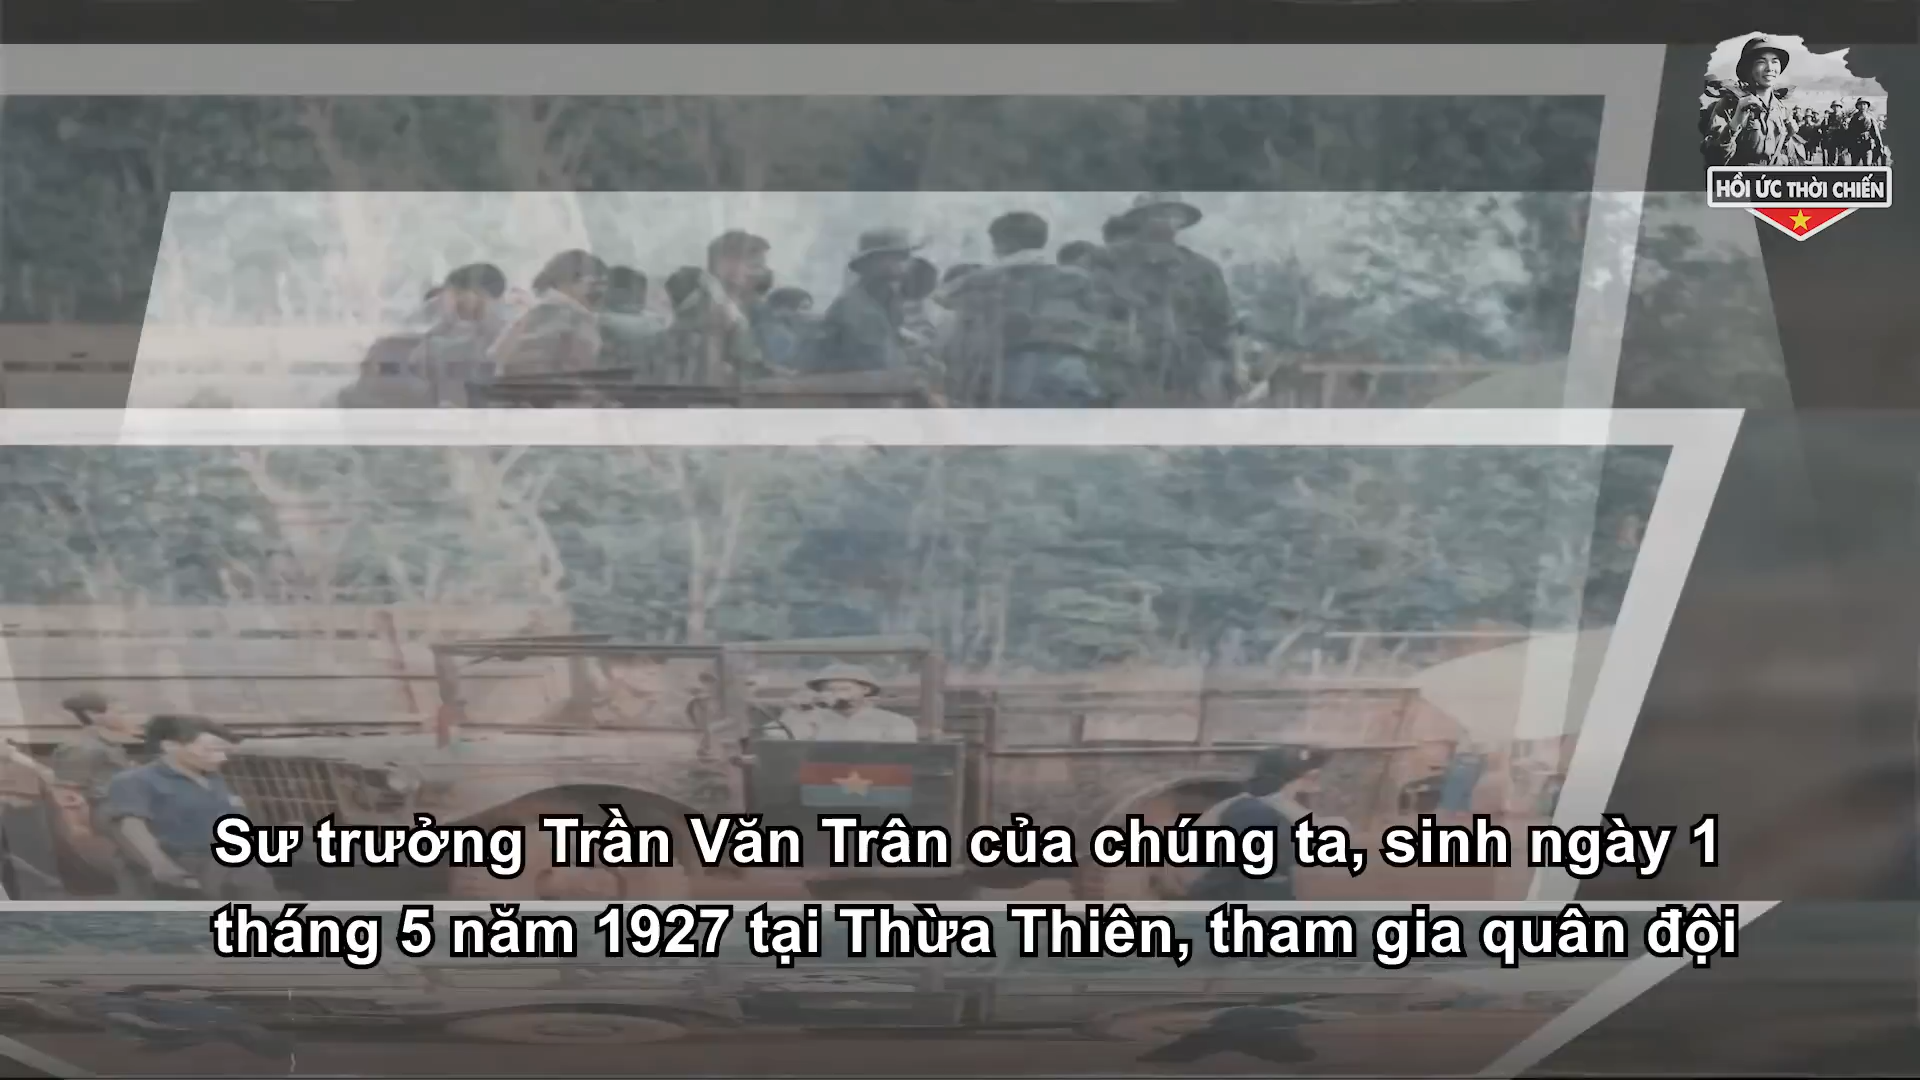 HỒI ỨC THỜI CHIẾN
Sư trưởng Trần Văn Trân của chúng ta, sinh ngày 1
tháng 5 năm 1927 tại Thừa Thiên, tham gia quân đội